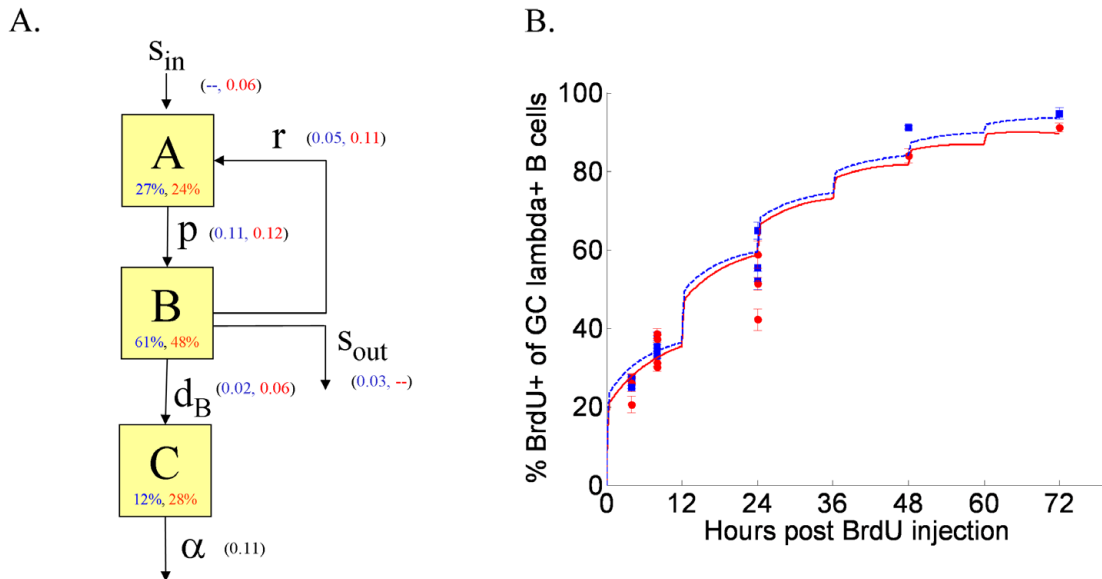 A.
s_in
(--, 0.06)
A
27%, 24%
r (0.05, 0.11)
p (0.11, 0.12)
B
61%, 48%
s_out
(0.03, --)
d_B (0.02, 0.06)
C
12%, 28%
α (0.11)
B.
% BrdU+ of GC lambda+ B cells
100
80
60
40
20
0
0 12 24 36 48 60 72
Hours post BrdU injection